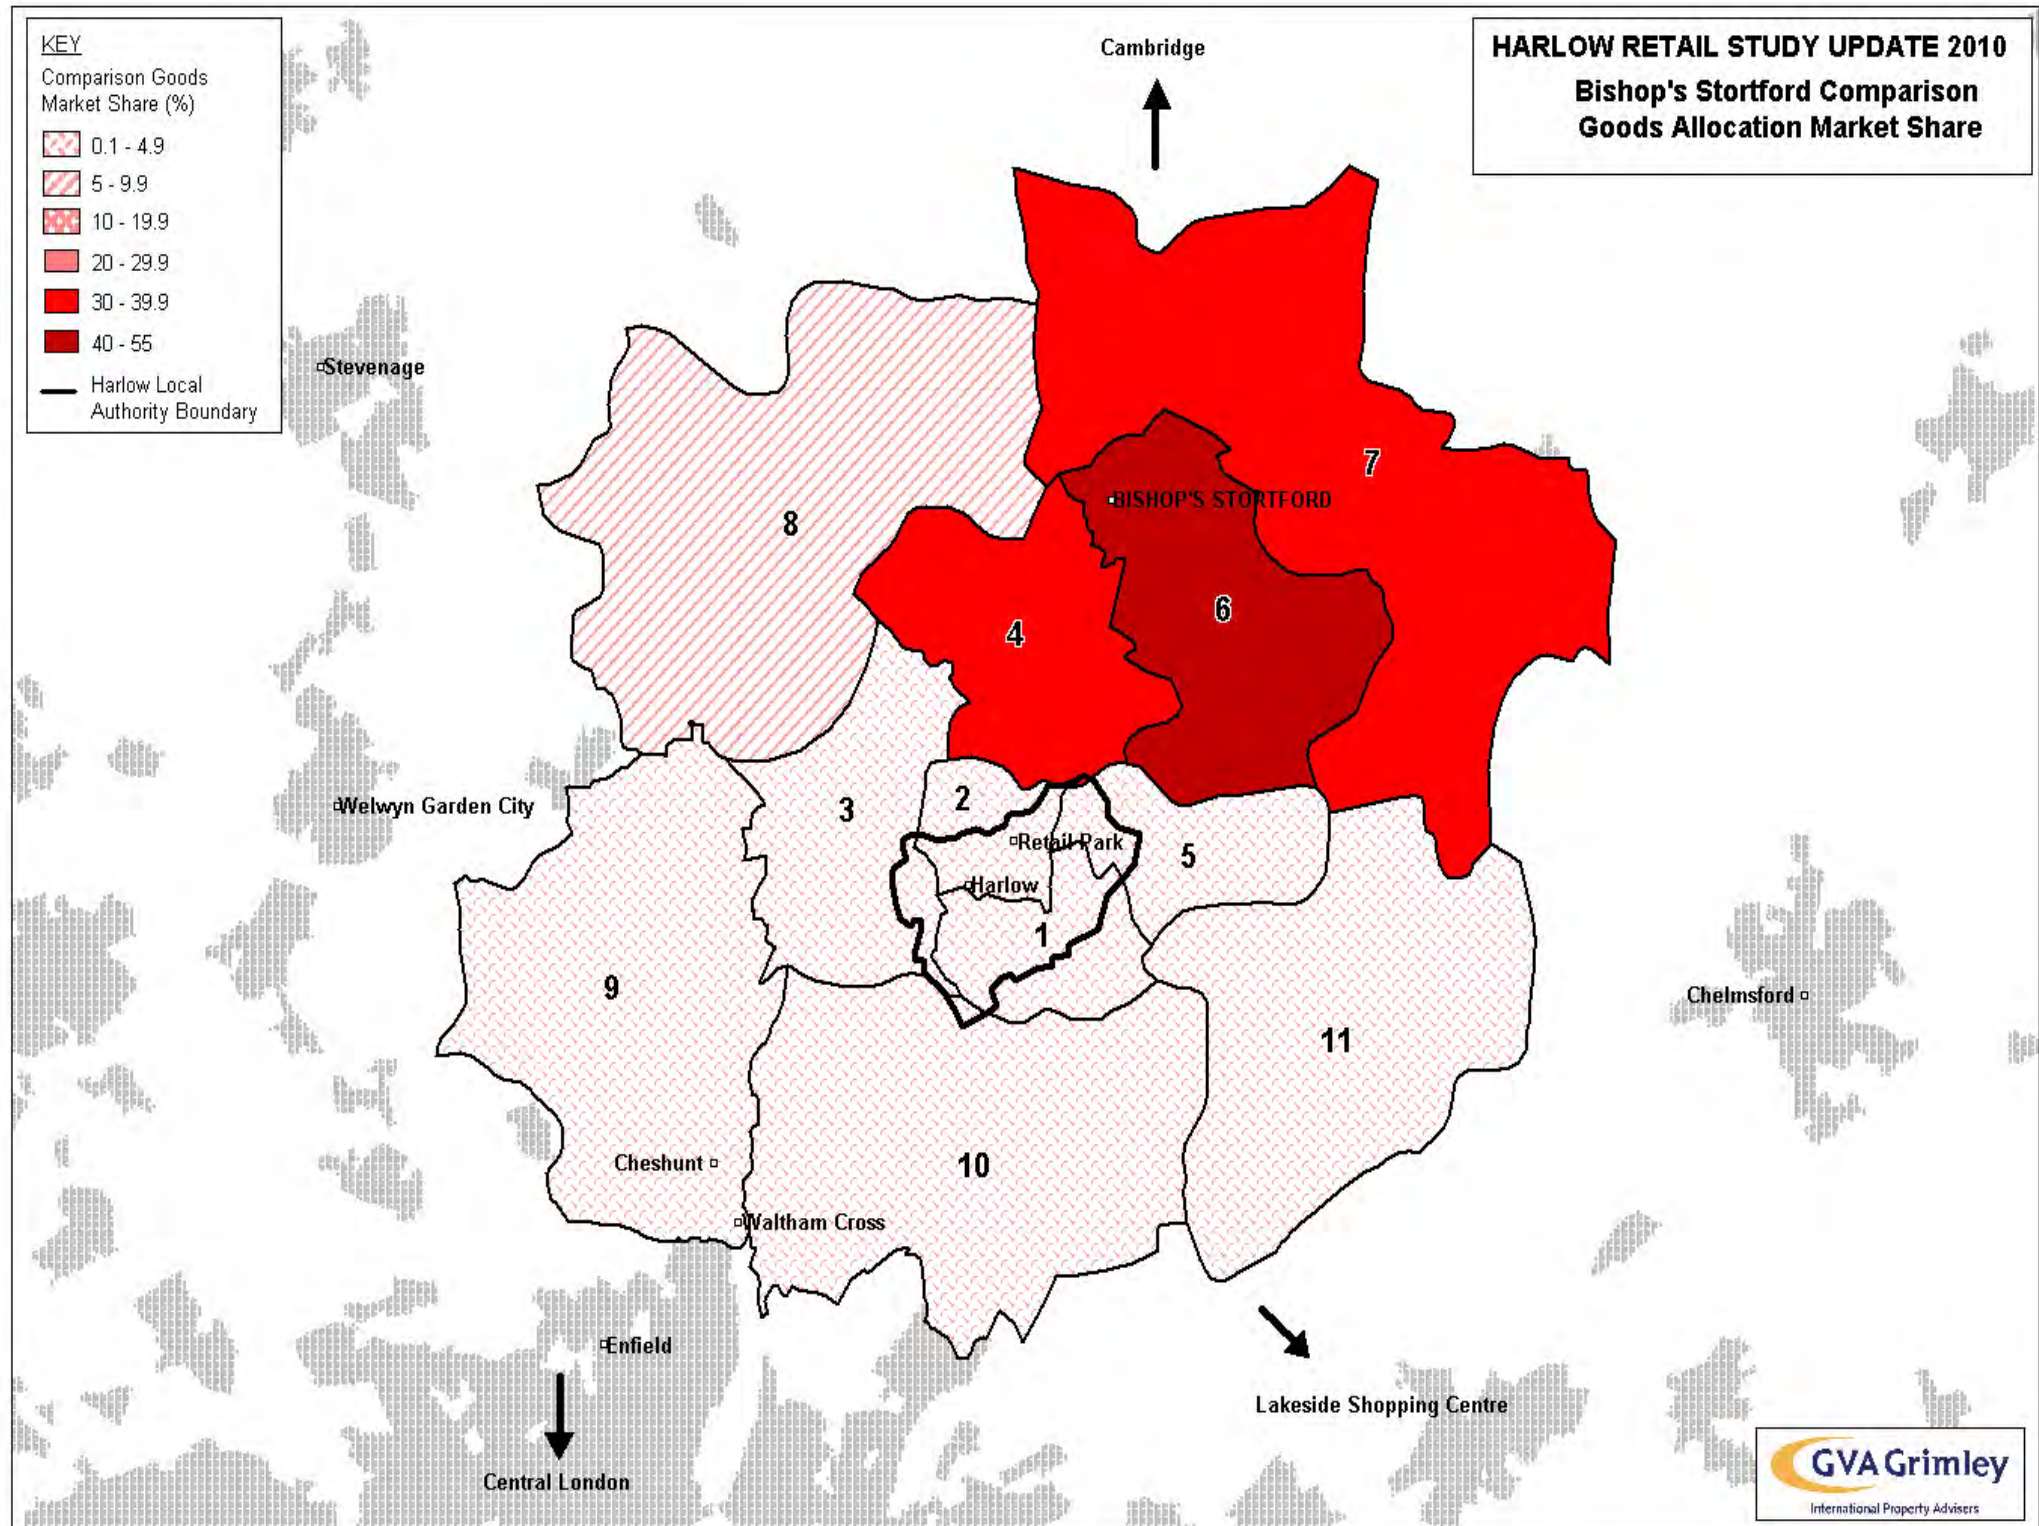 KEY
Comparison Goods
Market Share (%)
0.1 - 4.9
5 - 9.9
10 - 19.9
20 - 29.9
30 - 39.9
40 - 55
Harlow Local
Authority Boundary
HARLOW RETAIL STUDY UPDATE 2010
Bishop's Stortford Comparison
Goods Allocation Market Share
Cambridge
Stevenage
7
BISHOP'S STORTFORD
8
6
4
Welwyn Garden City
2
3
Retail Park
5
Harlow
1
9
Chelmsford
11
Cheshunt
10
Waltham Cross
Enfield
Lakeside Shopping Centre
Central London
GVA Grimley
International Property Advisers